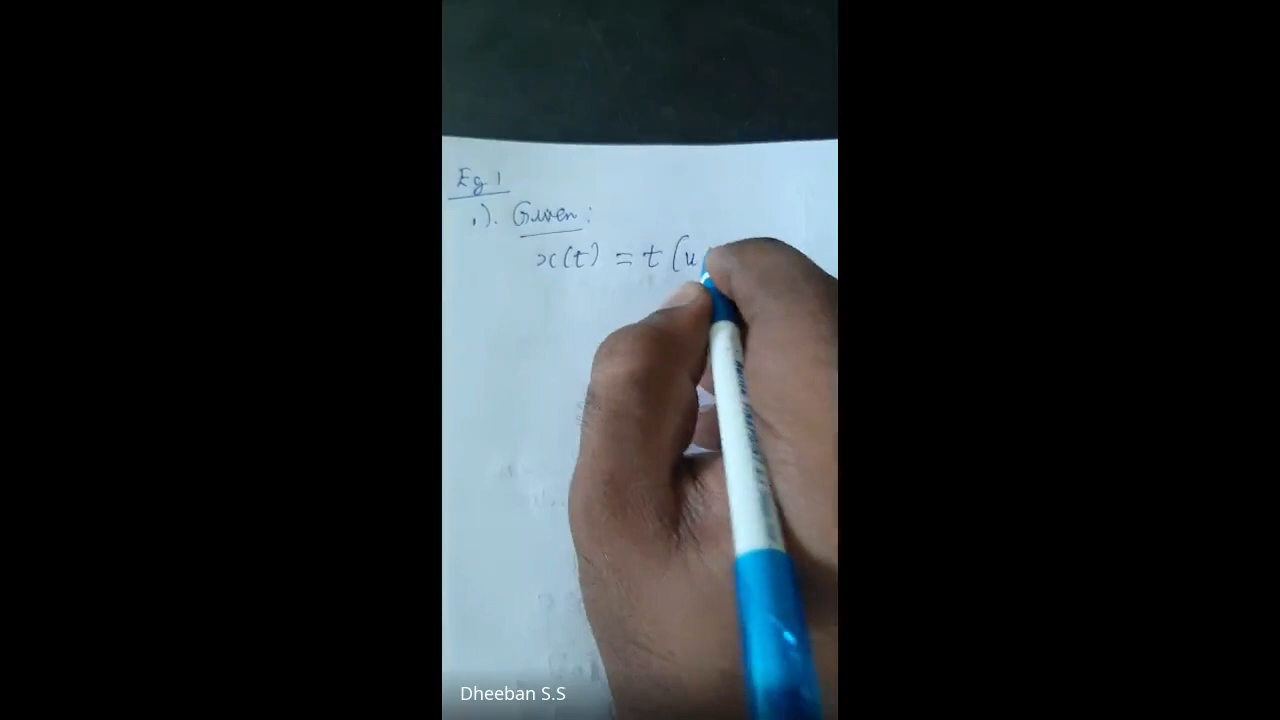 Eg 1
1). Given:
x(t) = t (u
Dheeban S.S